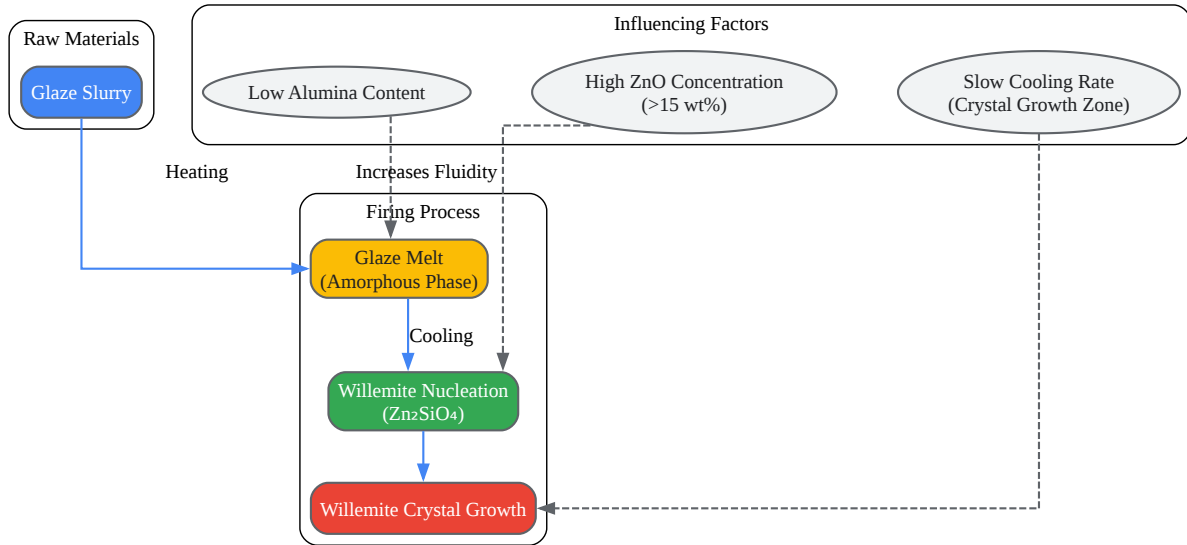 Influencing Factors
Raw Materials
Glaze Slurry
Low Alumina Content
High ZnO Concentration
(>15 wt%)
Slow Cooling Rate
(Crystal Growth Zone)
Heating
Increases Fluidity
Firing Process
Glaze Melt
(Amorphous Phase)
Cooling
Willemite Nucleation
(Zn₂SiO₄)
Willemite Crystal Growth